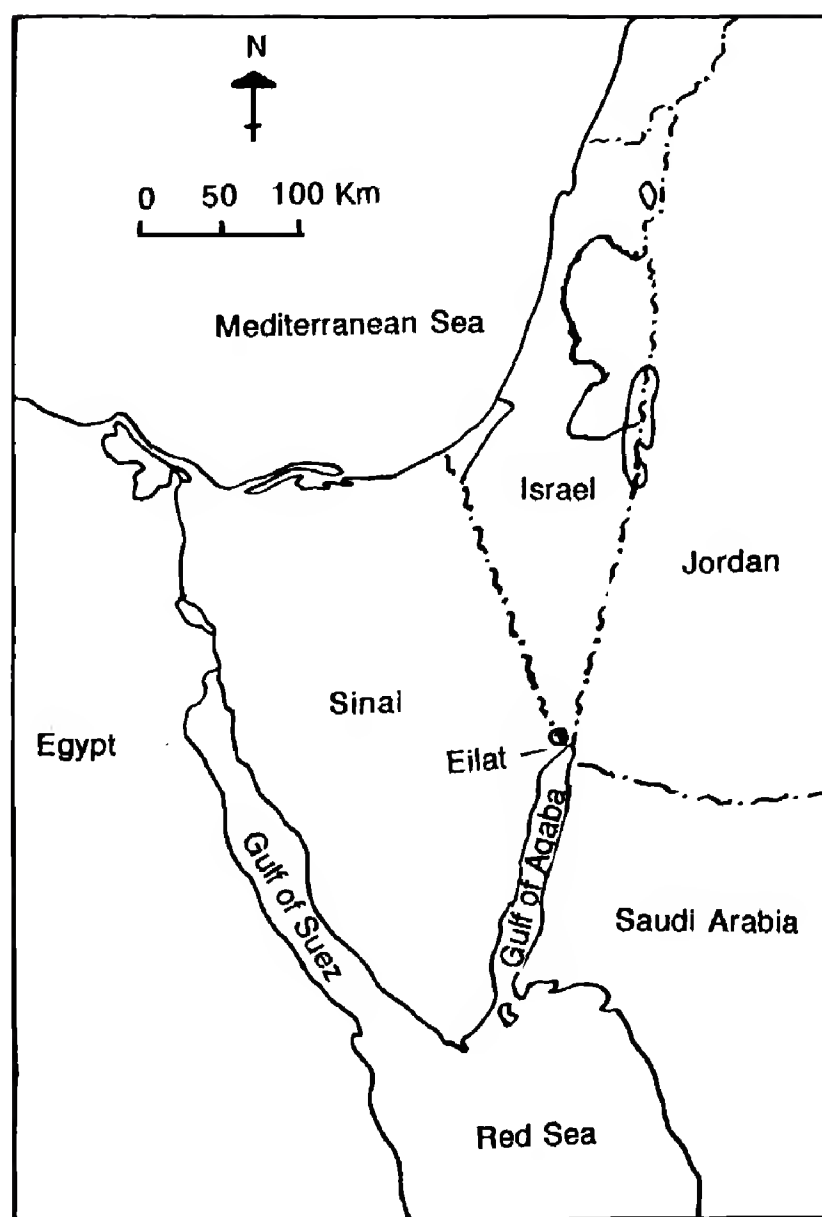 N
0 50 100 Km
Mediterranean Sea
Israel
Jordan
Sinai
Egypt
Eilat
Gulf of Aqaba
Gulf of Suez
Saudi Arabia
Red Sea